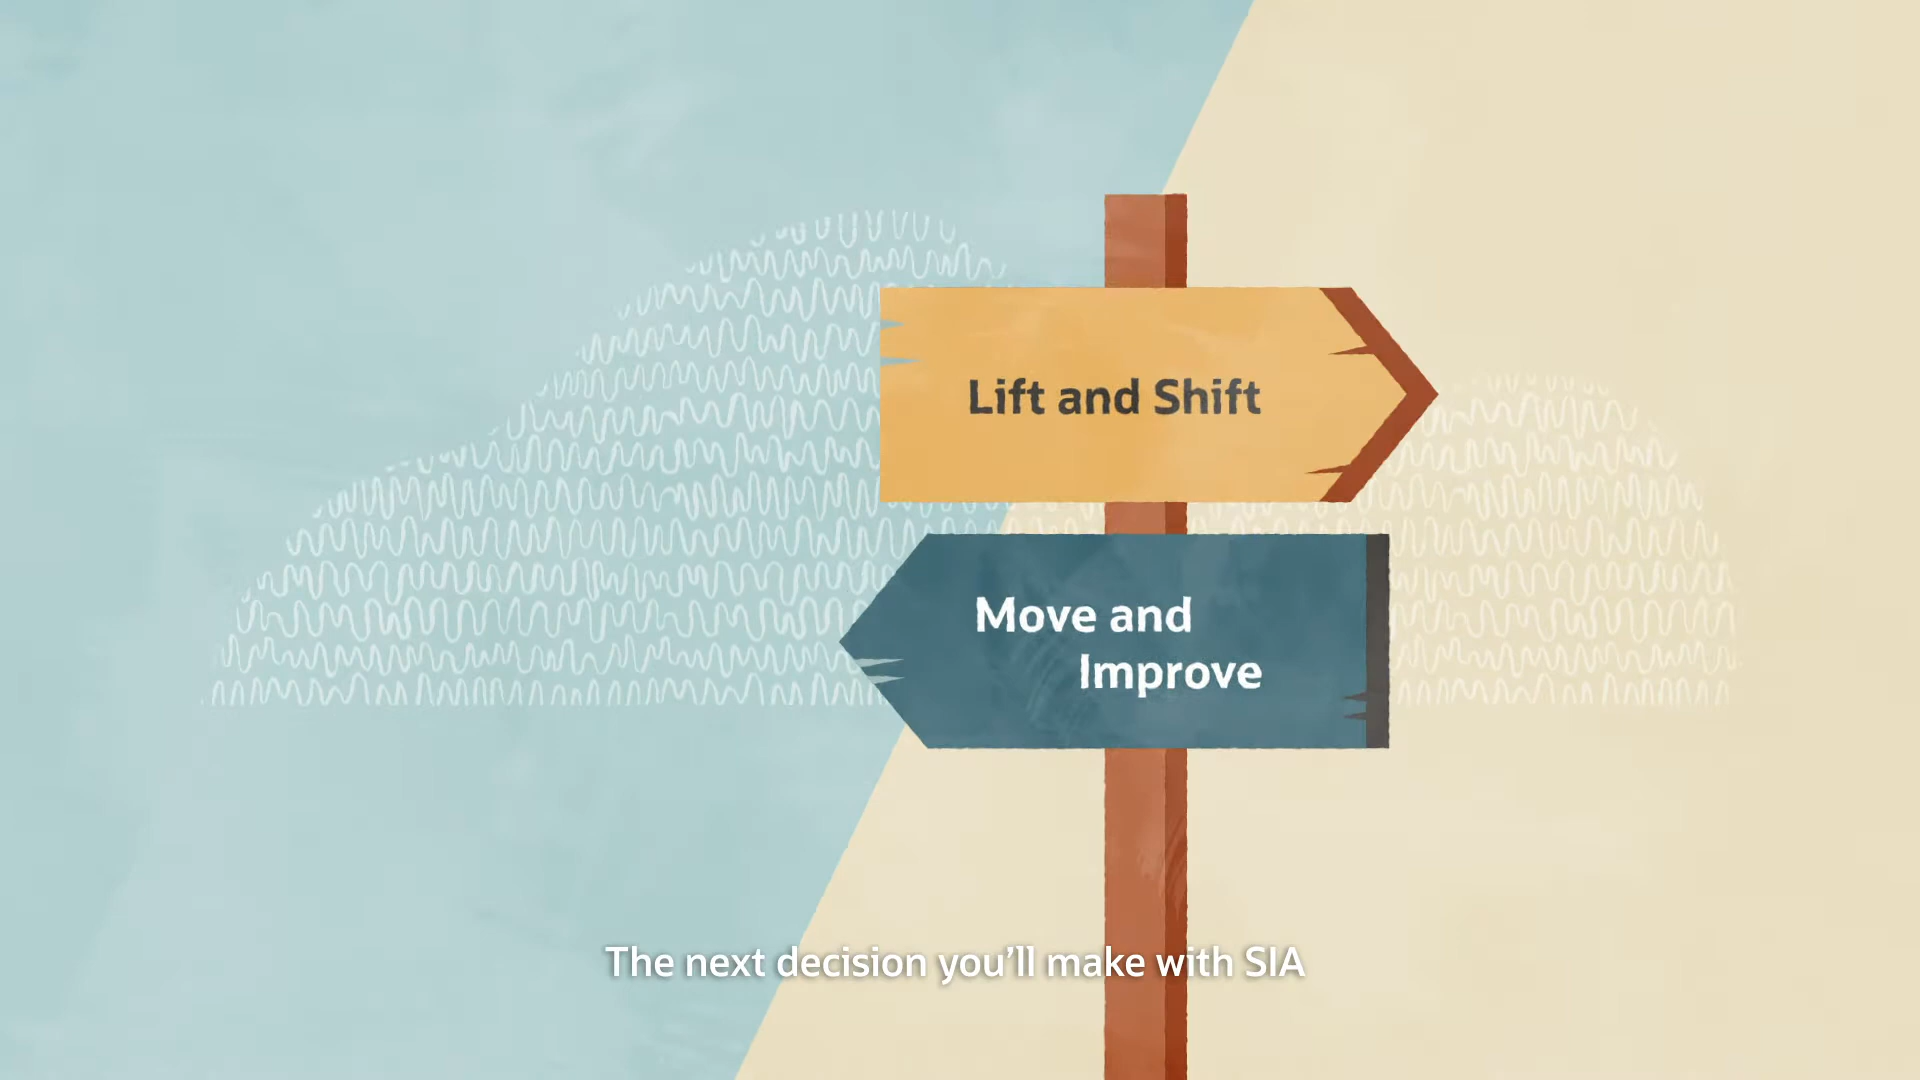 Lift and Shift
Move and
Improve
The next decision you’ll make with SIA